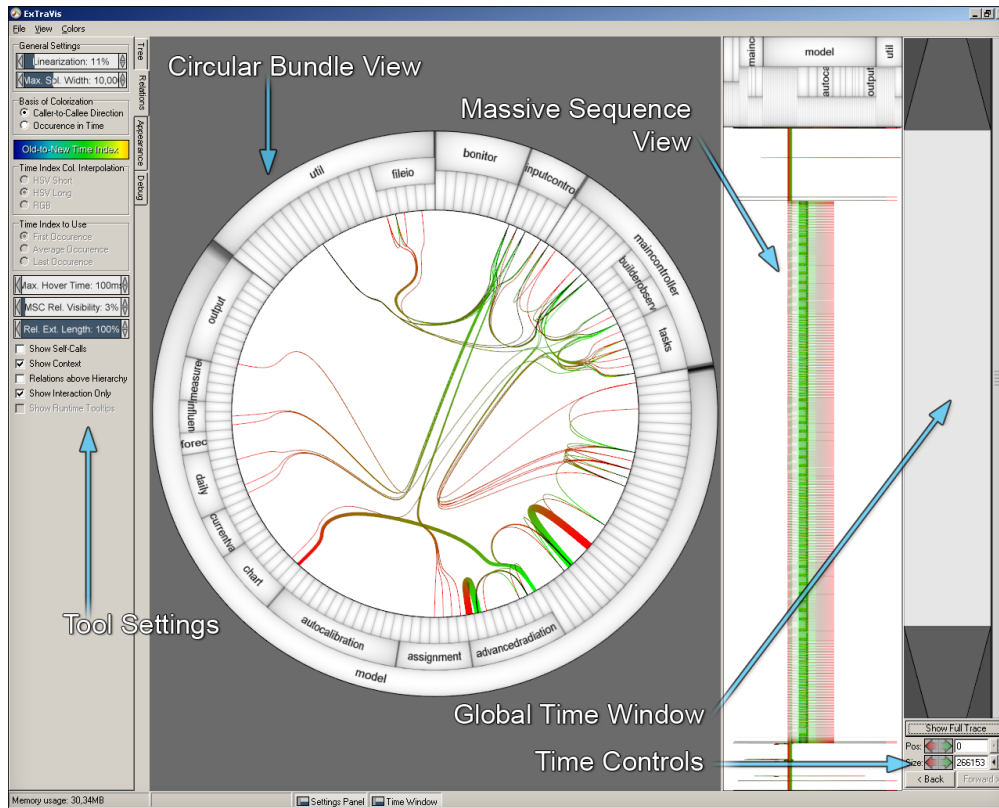 ExTraVis
File View Colors
General Settings
Linearization: 11%
Max. Spl. Width: 10,00
Basis of Colorization
Caller-to-Callee Direction
Occurence in Time
Old-to-New Time Index
Time Index Col. Interpolation
HSV Short
HSV Long
RGB
Time Index to Use
First Occurence
Average Occurence
Last Occurence
Max. Hover Time: 100ms
MSC Rel. Visibility: 3%
Rel. Ext. Length: 100%
Show Self-Calls
Show Context
Relations above Hierarchy
Show Interaction Only
Show Runtime Tooltips
Tool Settings
Tree
Relations
Appearance
Debug
Circular Bundle View
util
fileio
bonitor
inputcontro
maincontroller
builderobserv
tasks
output
measure
influen
forec
daily
currentva
chart
autocalibration
assignment
advancedradiation
model
Massive Sequence
View
mainc
model
util
autoca
output
Global Time Window
Time Controls
Show Full Trace
Pos: 0
Size: 266153
< Back
Forward >
Memory usage: 30,34MB
Settings Panel
Time Window